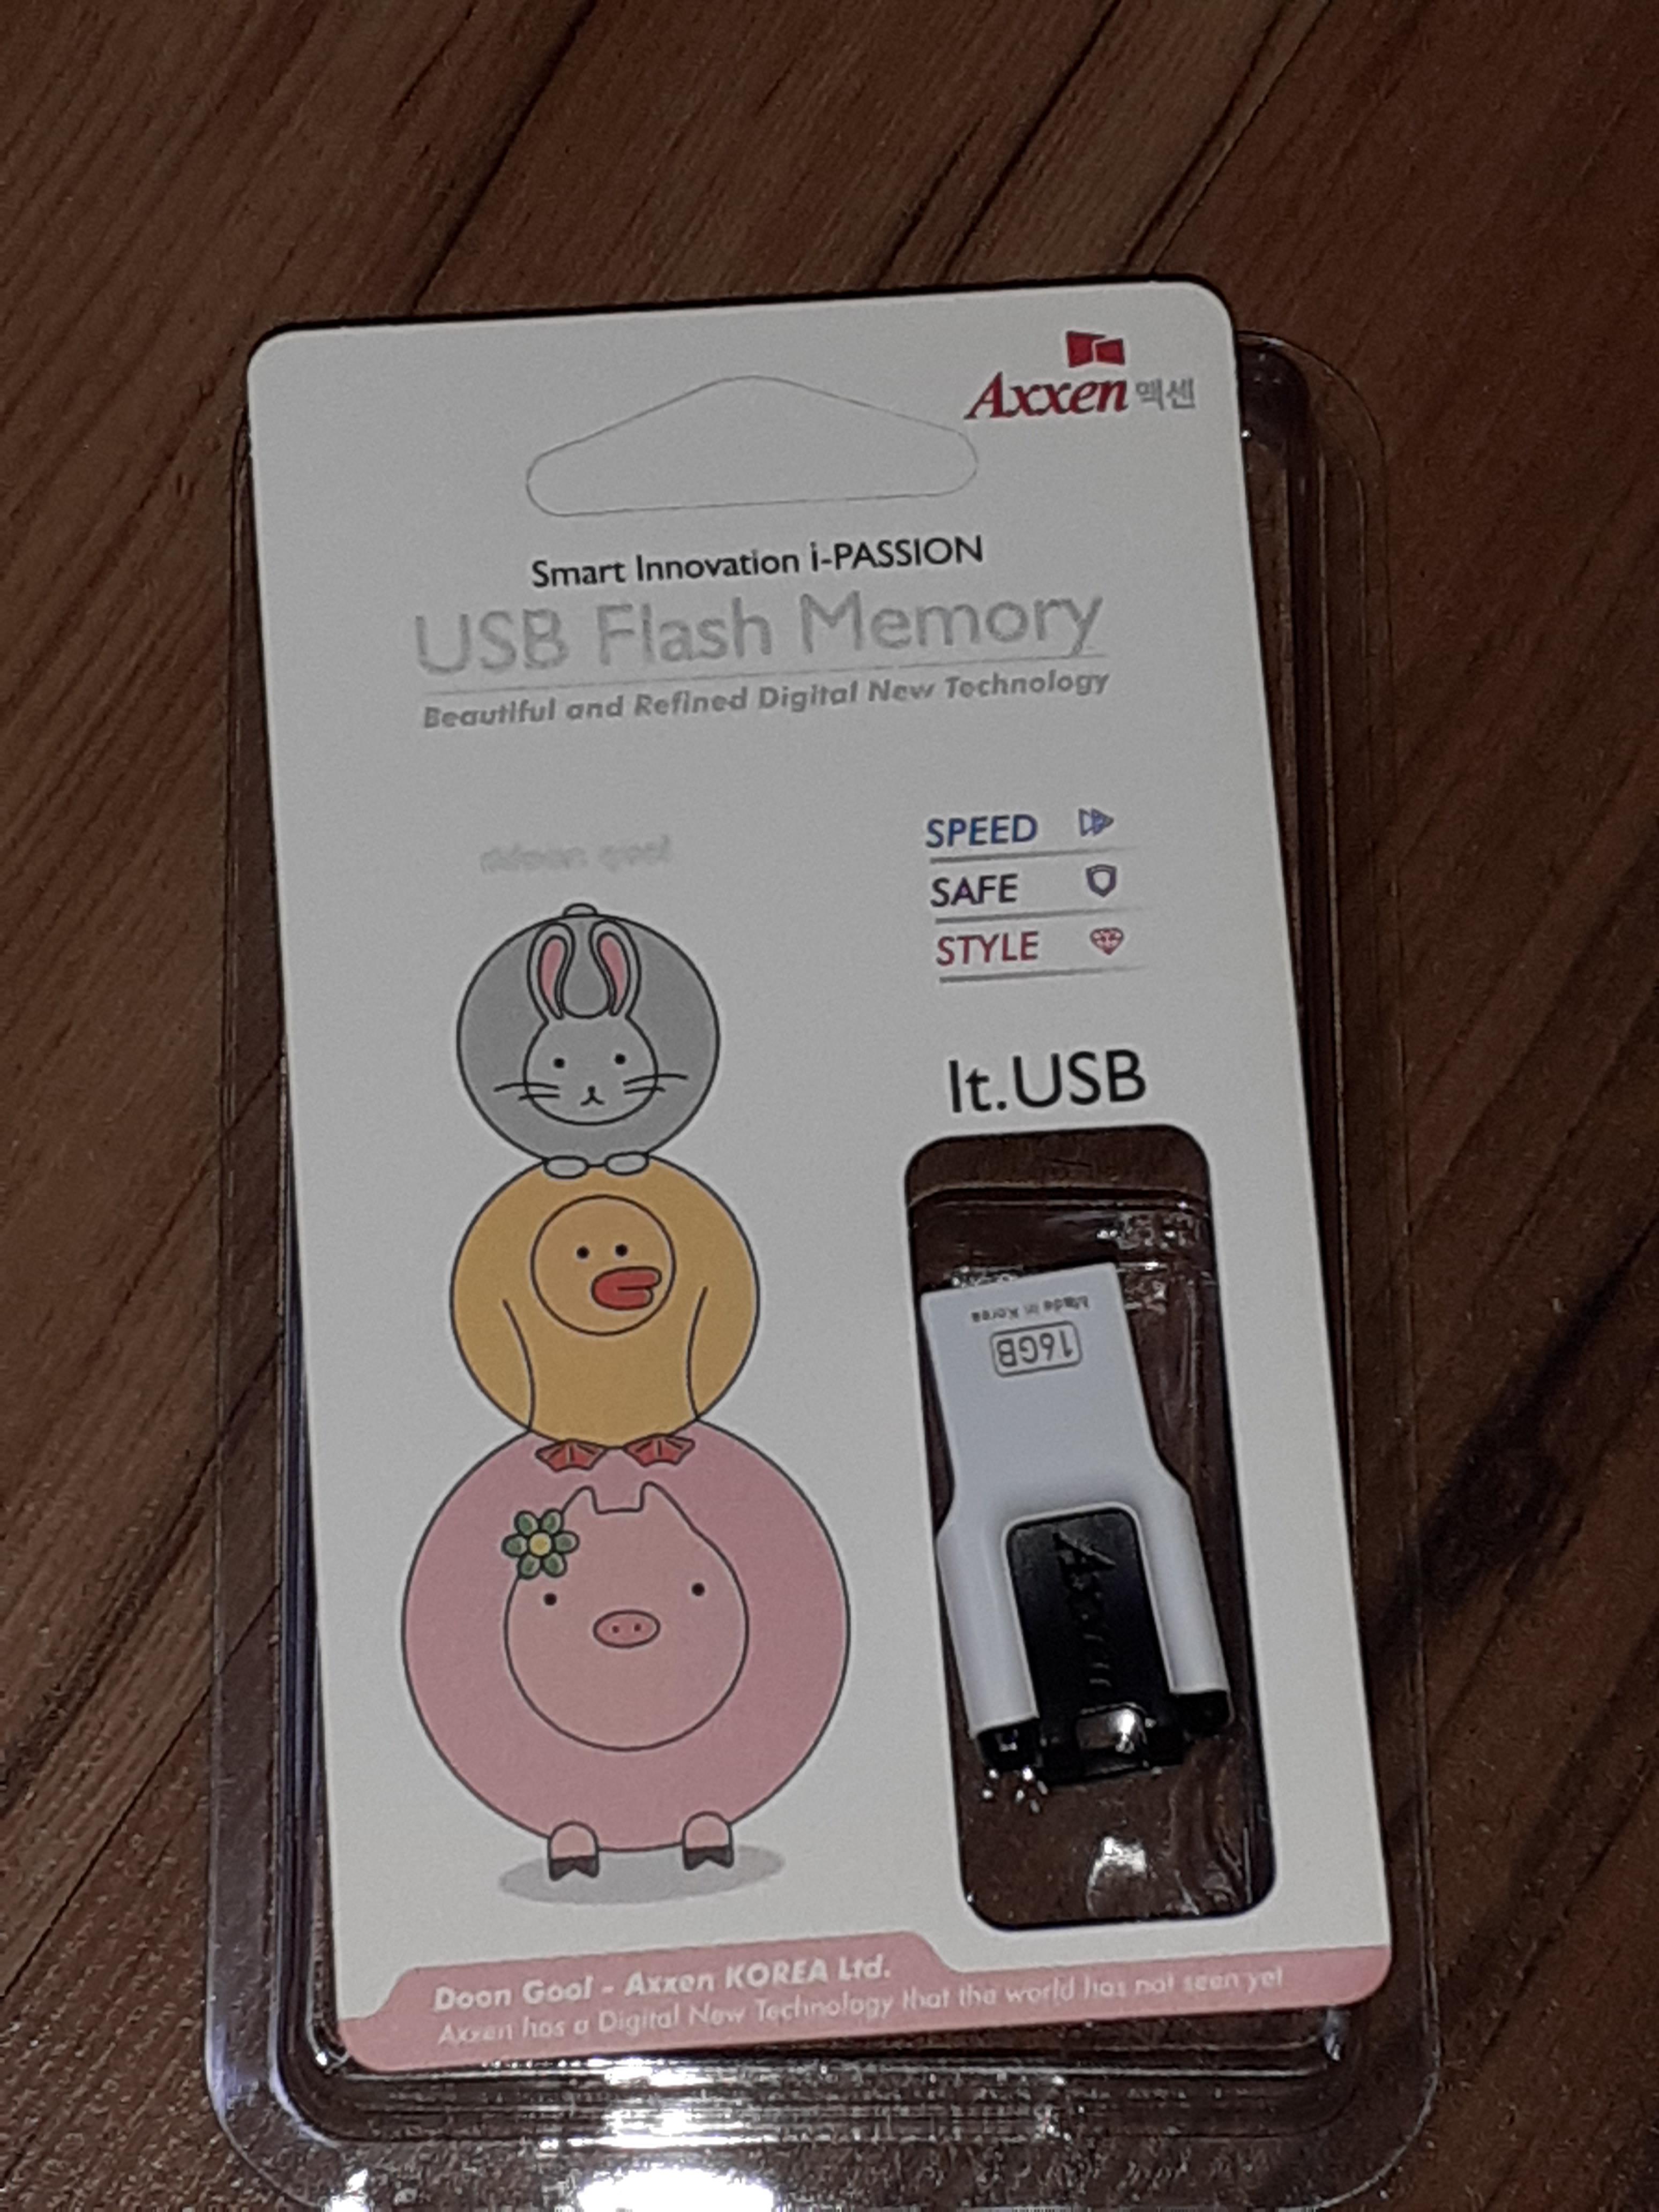 Axxen 액센
Smart Innovation i-PASSION
USB Flash Memory
Beautiful and Refined Digital New Technology
SPEED
SAFE
STYLE
It.USB
Made in Korea
16GB
Axxen
Doon Gool - Axxen KOREA Ltd.
Axxen has a Digital New Technology that the world has not seen yet